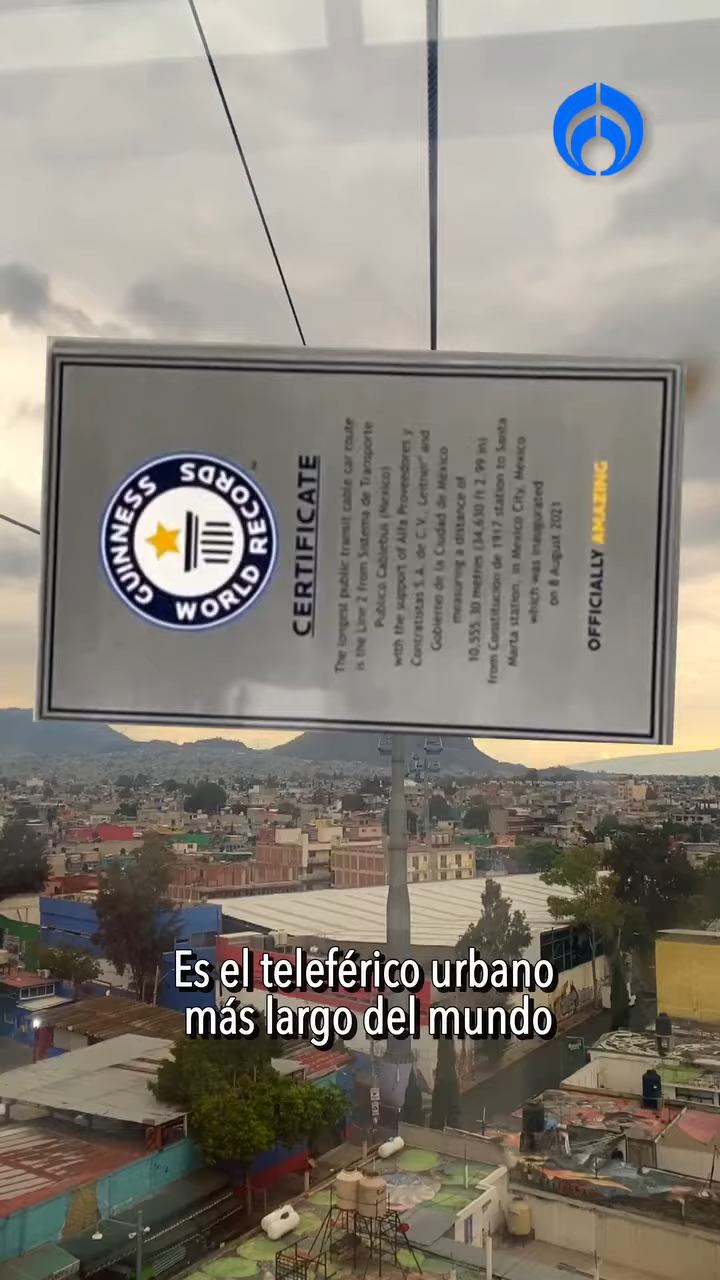 GUINNESS WORLD RECORDS
CERTIFICATE
The longest public transit cable car route
is the Line 2 from Sistema de Transporte
Público Cablebus (Mexico)
with the support of Alfa Proveedores y
Contratistas S.A. de C.V., Leitner and
Gobierno de la Ciudad de México
measuring a distance of
10,555.30 metres (34,630 ft 2.99 in)
from Constitución de 1917 station to Santa
Marta station, in Mexico City, Mexico
which was inaugurated
on 8 August 2021
OFFICIALLY AMAZING
Es el teleférico urbano
más largo del mundo